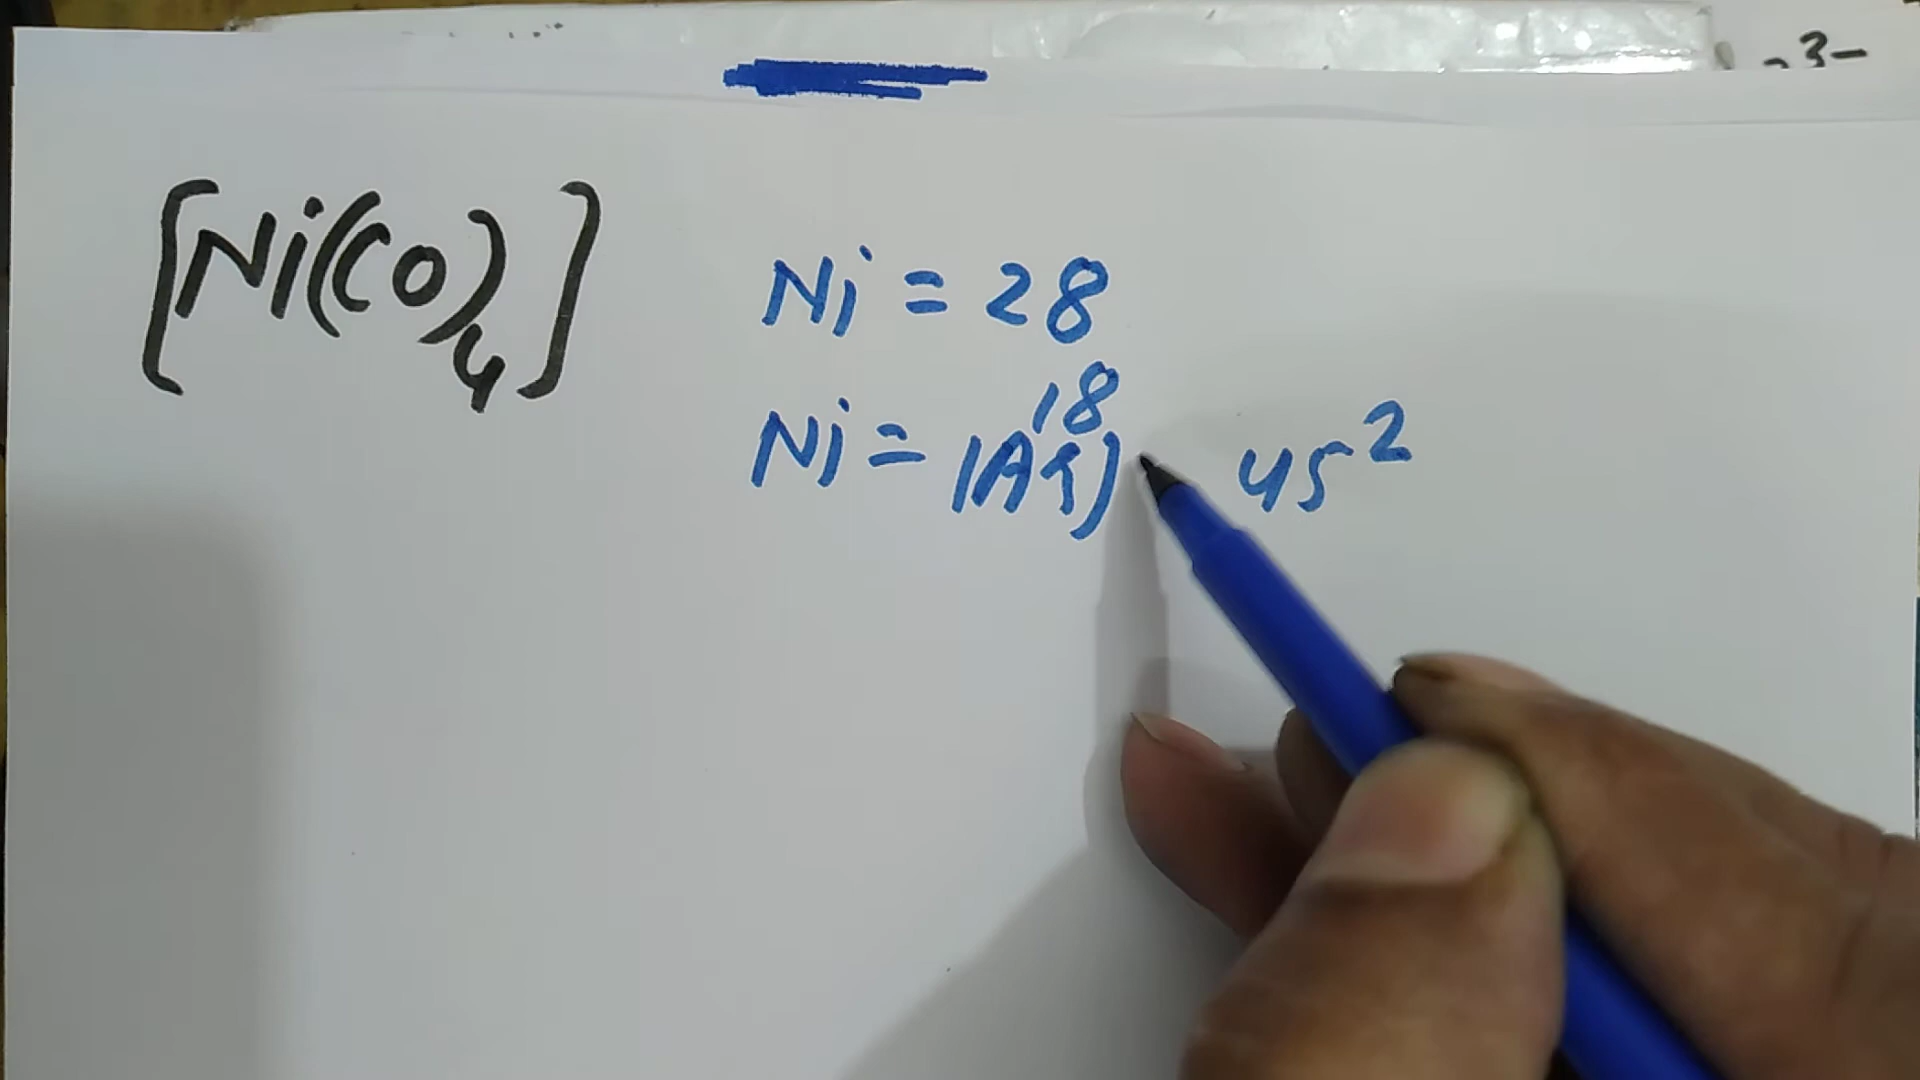 3-
[Ni(CO)4]
Ni = 28
Ni = (Ar)18 4s2